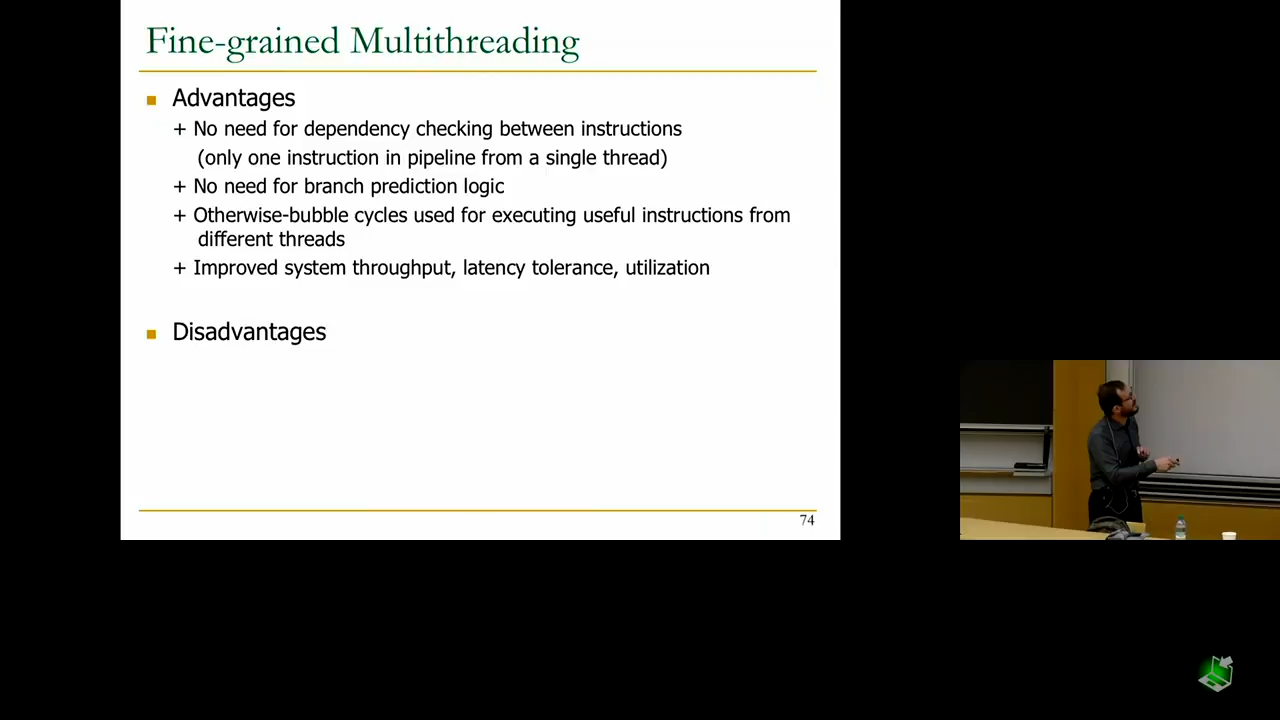 Fine-grained Multithreading
Advantages
+ No need for dependency checking between instructions
(only one instruction in pipeline from a single thread)
+ No need for branch prediction logic
+ Otherwise-bubble cycles used for executing useful instructions from
different threads
+ Improved system throughput, latency tolerance, utilization
Disadvantages
74